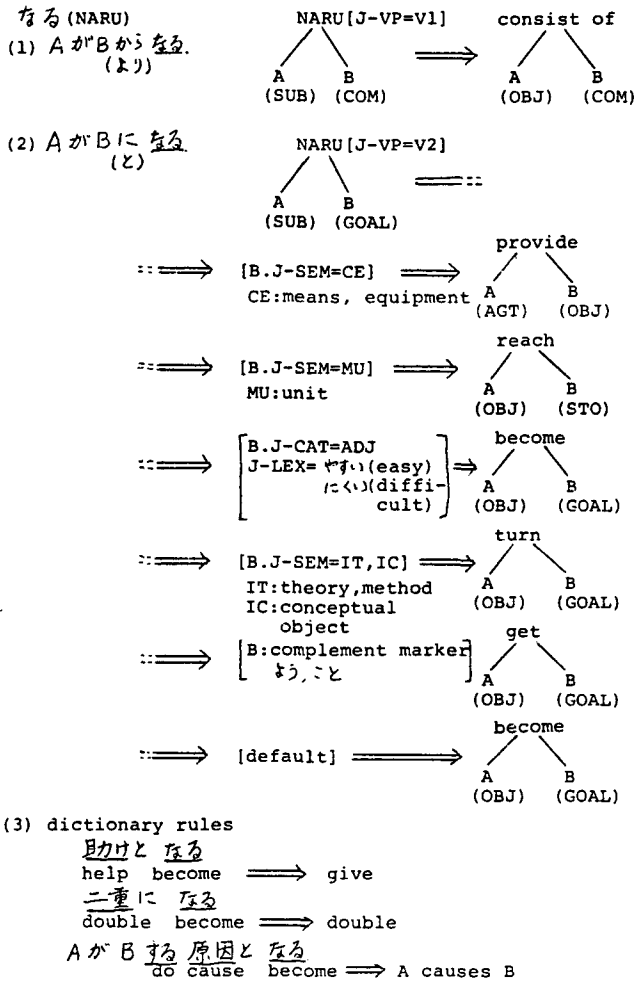 なる(NARU)
(1) AがBからなる.
(より)
NARU[J-VP=V1]
A B
(SUB) (COM)
consist of
A B
(OBJ) (COM)
(2) AがBになる.
(と)
NARU[J-VP=V2]
A B
(SUB) (GOAL)
[B.J-SEM=CE]
CE:means, equipment
provide
A B
(AGT) (OBJ)
[B.J-SEM=MU]
MU:unit
reach
A B
(OBJ) (STO)
B.J-CAT=ADJ
J-LEX= やすい(easy)
にくい(diffi-
cult)
become
A B
(OBJ) (GOAL)
[B.J-SEM=IT,IC]
IT:theory,method
IC:conceptual
object
turn
A B
(OBJ) (GOAL)
[B:complement marker
よう,こと]
get
A B
(OBJ) (GOAL)
[default]
become
A B
(OBJ) (GOAL)
(3) dictionary rules
助けと なる
help become ⟹ give
二重に なる
double become ⟹ double
AがB する 原因と なる
do cause become ⟹ A causes B